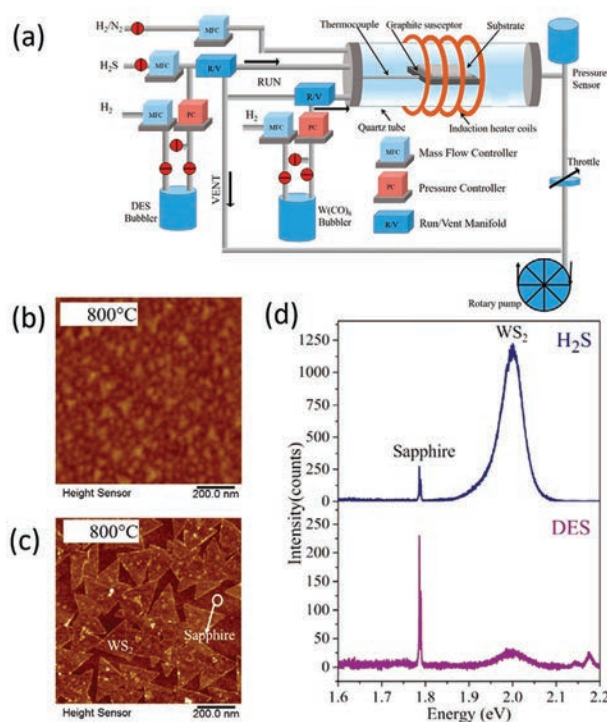 (a)
H2/N2
MFC
Thermocouple
Graphite susceptor
Substrate
H2S
MFC
R/V
RUN
Pressure
Sensor
H2
MFC
PC
R/V
H2
MFC
PC
Quartz tube
Induction heater coils
MFC
Mass Flow Controller
VENT
PC
Pressure Controller
Throttle
DES
Bubbler
W(CO)6
Bubbler
R/V
Run/Vent Manifold
Rotary pump
(b)
800°C
Height Sensor
200.0 nm
(c)
800°C
WS2
Sapphire
Height Sensor
200.0 nm
(d)
WS2
H2S
Sapphire
DES
Intensity(counts)
1250
1000
750
500
250
0
250
200
150
100
50
0
1.6
1.7
1.8
1.9
2.0
2.1
2.2
Energy (eV)